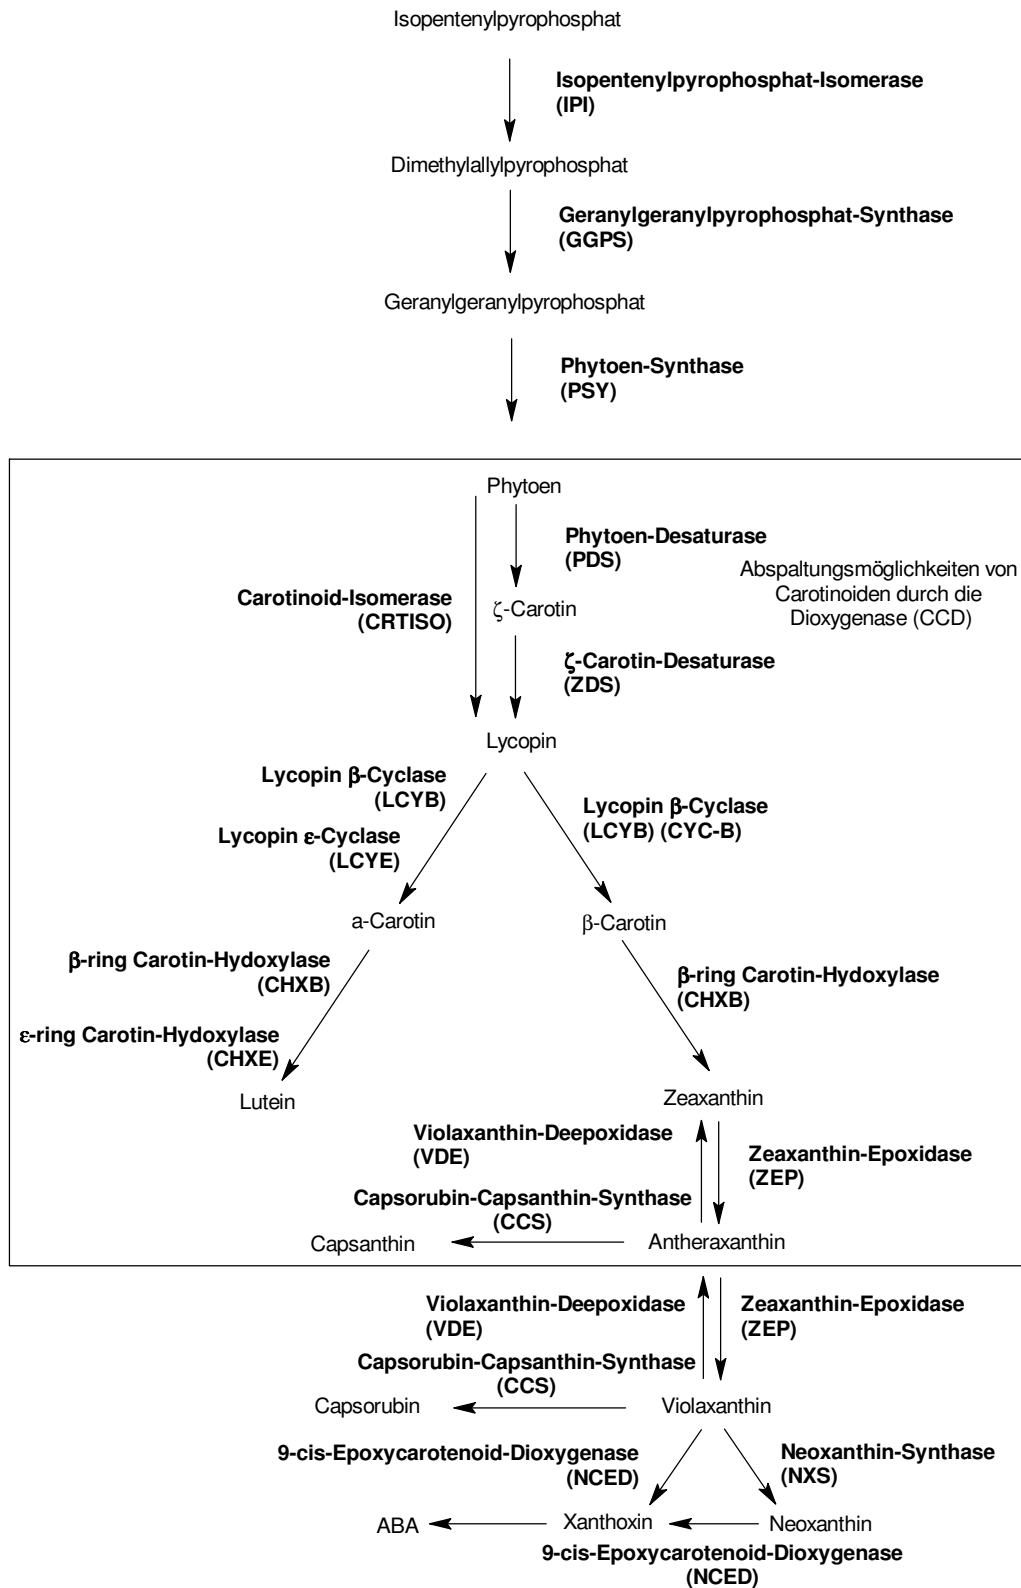 Isopentenylpyrophosphat
Isopentenylpyrophosphat-Isomerase
(IPI)
Dimethylallylpyrophosphat
Geranylgeranylpyrophosphat-Synthase
(GGPS)
Geranylgeranylpyrophosphat
Phytoen-Synthase
(PSY)
Phytoen
Phytoen-Desaturase
(PDS)
Abspaltungsmöglichkeiten von
Carotinoiden durch die
Dioxygenase (CCD)
Carotinoid-Isomerase
(CRTISO)
ζ-Carotin
ζ-Carotin-Desaturase
(ZDS)
Lycopin
Lycopin β-Cyclase
(LCYB)
Lycopin ε-Cyclase
(LCYE)
Lycopin β-Cyclase
(LCYB) (CYC-B)
a-Carotin
β-Carotin
β-ring Carotin-Hydoxylase
(CHXB)
β-ring Carotin-Hydoxylase
(CHXB)
ε-ring Carotin-Hydoxylase
(CHXE)
Lutein
Zeaxanthin
Violaxanthin-Deepoxidase
(VDE)
Zeaxanthin-Epoxidase
(ZEP)
Capsorubin-Capsanthin-Synthase
(CCS)
Capsanthin
Antheraxanthin
Violaxanthin-Deepoxidase
(VDE)
Zeaxanthin-Epoxidase
(ZEP)
Capsorubin-Capsanthin-Synthase
(CCS)
Capsorubin
Violaxanthin
9-cis-Epoxycarotenoid-Dioxygenase
(NCED)
Neoxanthin-Synthase
(NXS)
ABA
Xanthoxin
Neoxanthin
9-cis-Epoxycarotenoid-Dioxygenase
(NCED)